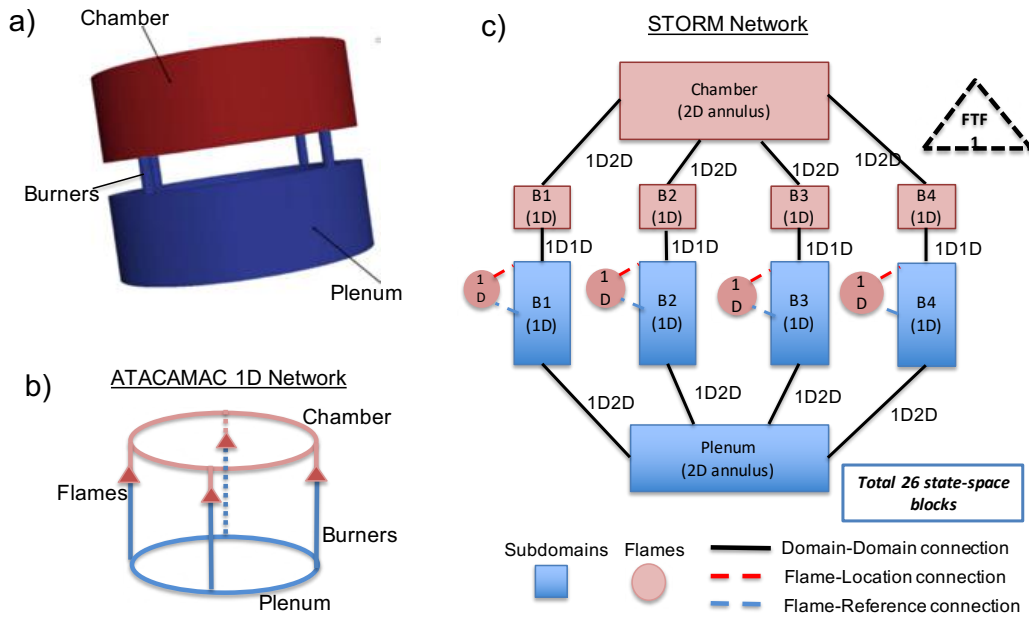 a)
Chamber
Burners
Plenum
b)
ATACAMAC 1D Network
Chamber
Flames
Burners
Plenum
c)
STORM Network
Chamber
(2D annulus)
FTF
1
1D2D
1D2D
1D2D
1D2D
B1
(1D)
B2
(1D)
B3
(1D)
B4
(1D)
1D1D
1D1D
1D1D
1D1D
1
D
B1
(1D)
1
D
B2
(1D)
1
D
B3
(1D)
1
D
B4
(1D)
1D2D
1D2D
1D2D
1D2D
Plenum
(2D annulus)
Total 26 state-space
blocks
Subdomains
Flames
Domain-Domain connection
Flame-Location connection
Flame-Reference connection